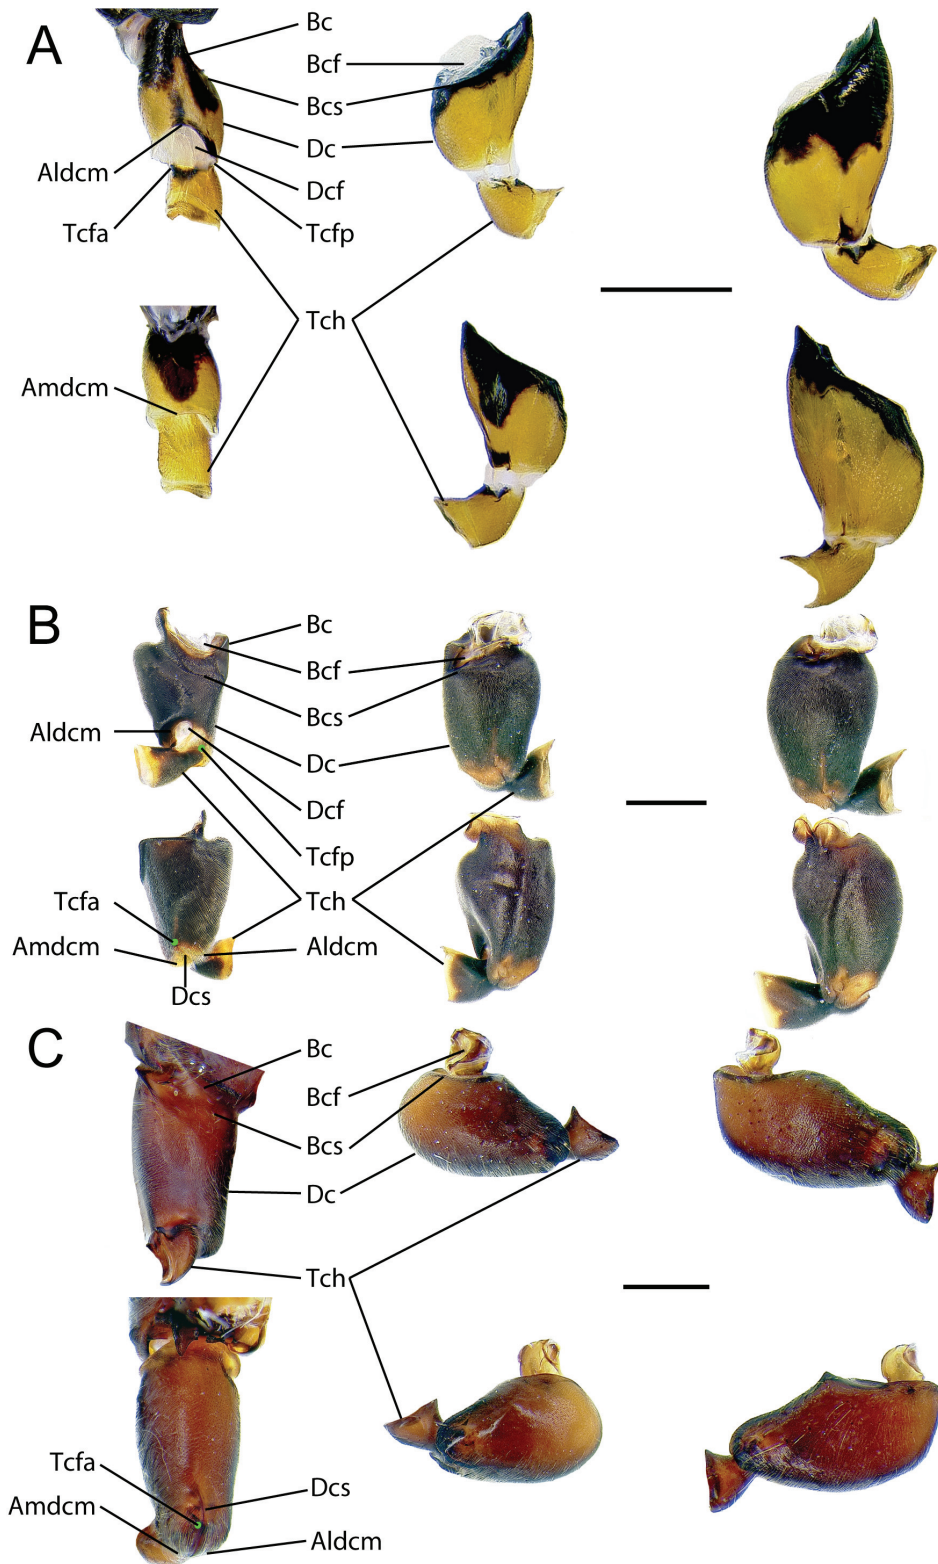 A
Bc
Bcf
Bcs
Dc
Aldcm
Dcf
Tcfa
Tcfp
Tch
Amdcm
B
Bc
Bcf
Bcs
Aldcm
Dc
Dcf
Tcfp
Tcfa
Tch
Amdcm
Aldcm
Dcs
C
Bc
Bcf
Bcs
Dc
Tch
Tcfa
Dcs
Amdcm
Aldcm